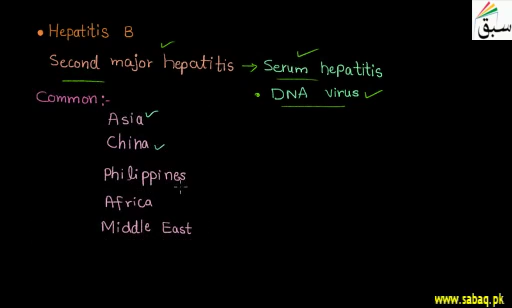 سبق
• Hepatitis B
Second major hepatitis → Serum hepatitis
• DNA virus
Common:-
Asia
China
Philippines
Africa
Middle East
www.sabaq.pk